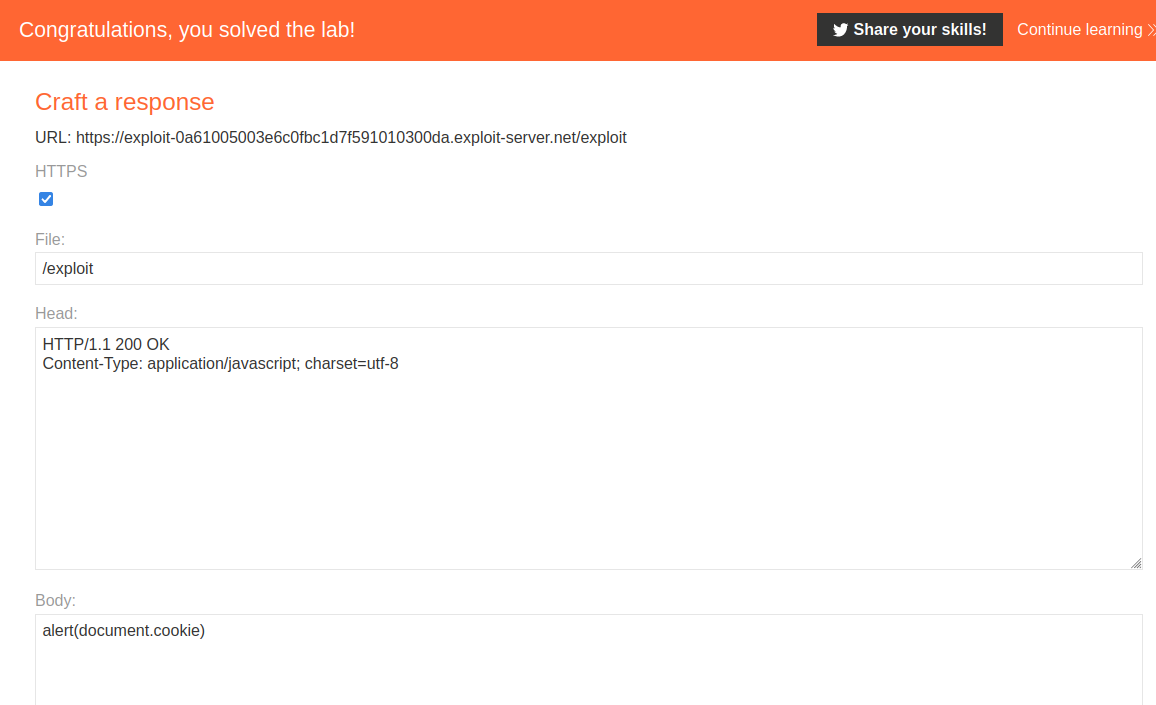 Congratulations, you solved the lab!
Share your skills!
Continue learning
Craft a response
URL: https://exploit-0a61005003e6c0fbc1d7f591010300da.exploit-server.net/exploit
HTTPS
File:
/exploit
Head:
HTTP/1.1 200 OK
Content-Type: application/javascript; charset=utf-8
Body:
alert(document.cookie)